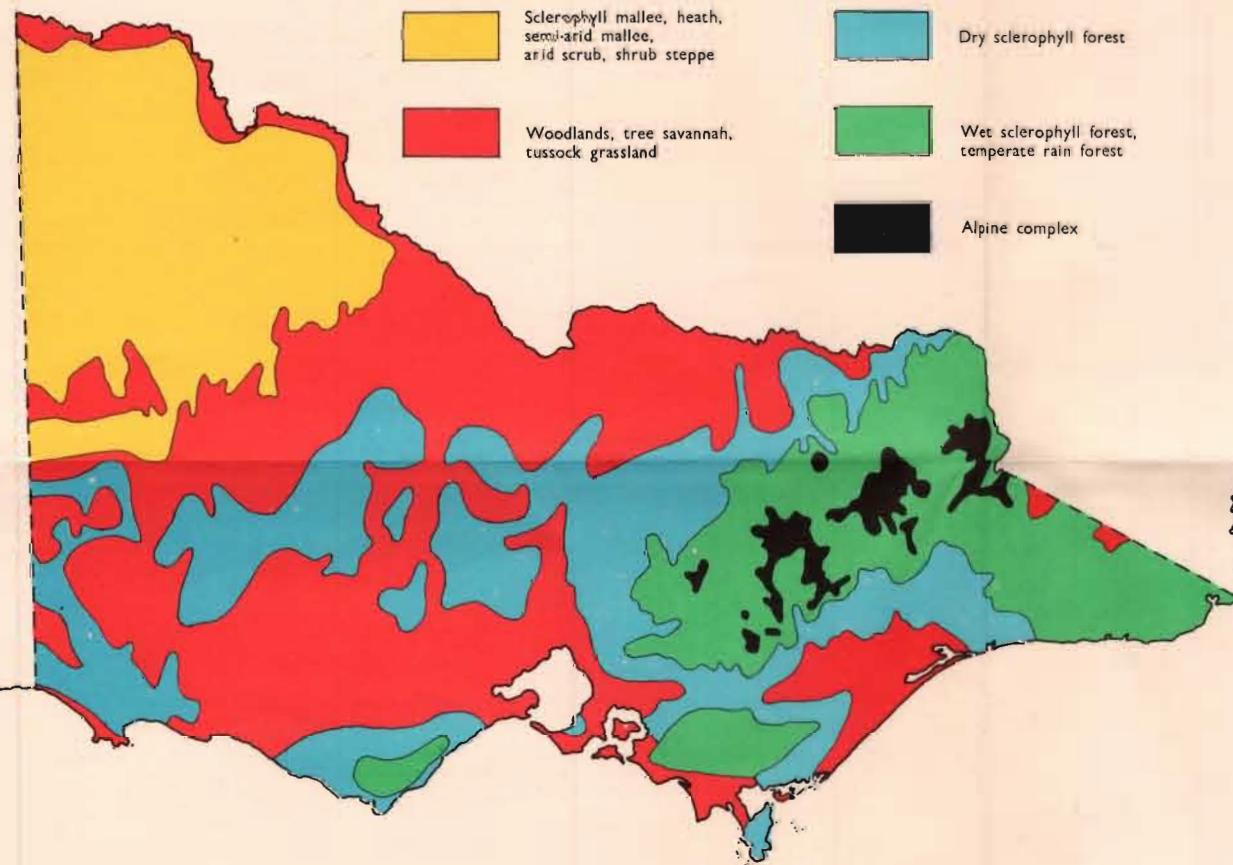 Sclerophyll mallee, heath,
semi-arid mallee,
arid scrub, shrub steppe
Woodlands, tree savannah,
tussock grassland
Dry sclerophyll forest
Wet sclerophyll forest,
temperate rain forest
Alpine complex